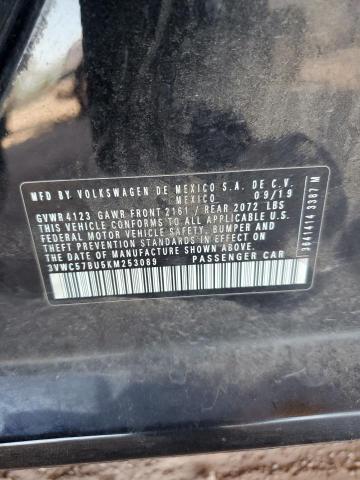 MFD BY VOLKSWAGEN DE MEXICO S.A. DE C.V.
MEXICO 09/19
GVWR 4123 GAWR FRONT 2161 / REAR 2072 LBS
THIS VEHICLE CONFORMS TO ALL APPLICABLE U.S.
FEDERAL MOTOR VEHICLE SAFETY, BUMPER AND THEFT
PREVENTION STANDARDS IN EFFECT ON THE
DATE OF MANUFACTURE SHOWN ABOVE.
3VWC57BU5KM253089 PASSENGER CAR
3387 M